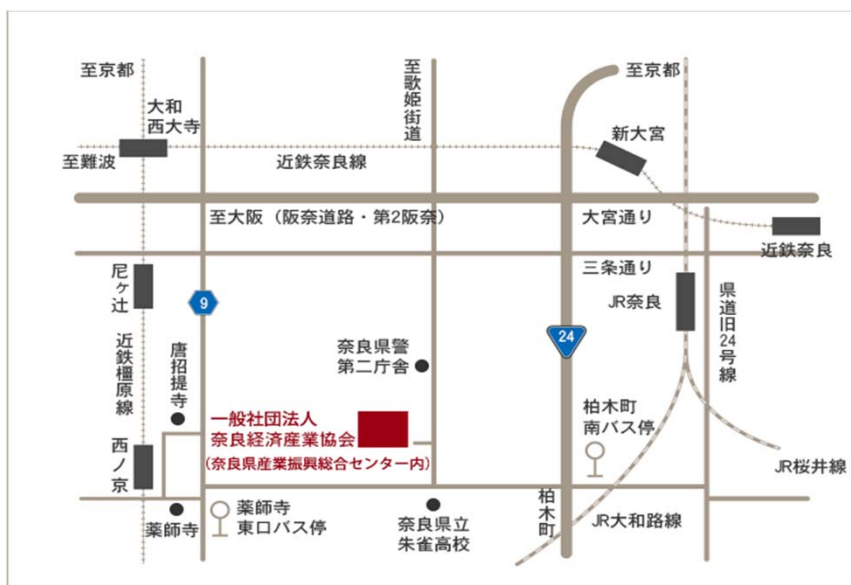 至京都
至歌姫街道
至京都
大和
西大寺
新大宮
至難波
近鉄奈良線
至大阪（阪奈道路・第2阪奈）
大宮通り
近鉄奈良
三条通り
尼ヶ辻
9
JR奈良
県道旧24号線
24
近鉄橿原線
唐招提寺
奈良県警
第二庁舎
一般社団法人
奈良経済産業協会
（奈良県産業振興総合センター内）
柏木町
南バス停
西ノ京
JR桜井線
薬師寺
薬師寺
東口バス停
奈良県立
朱雀高校
柏木町
JR大和路線